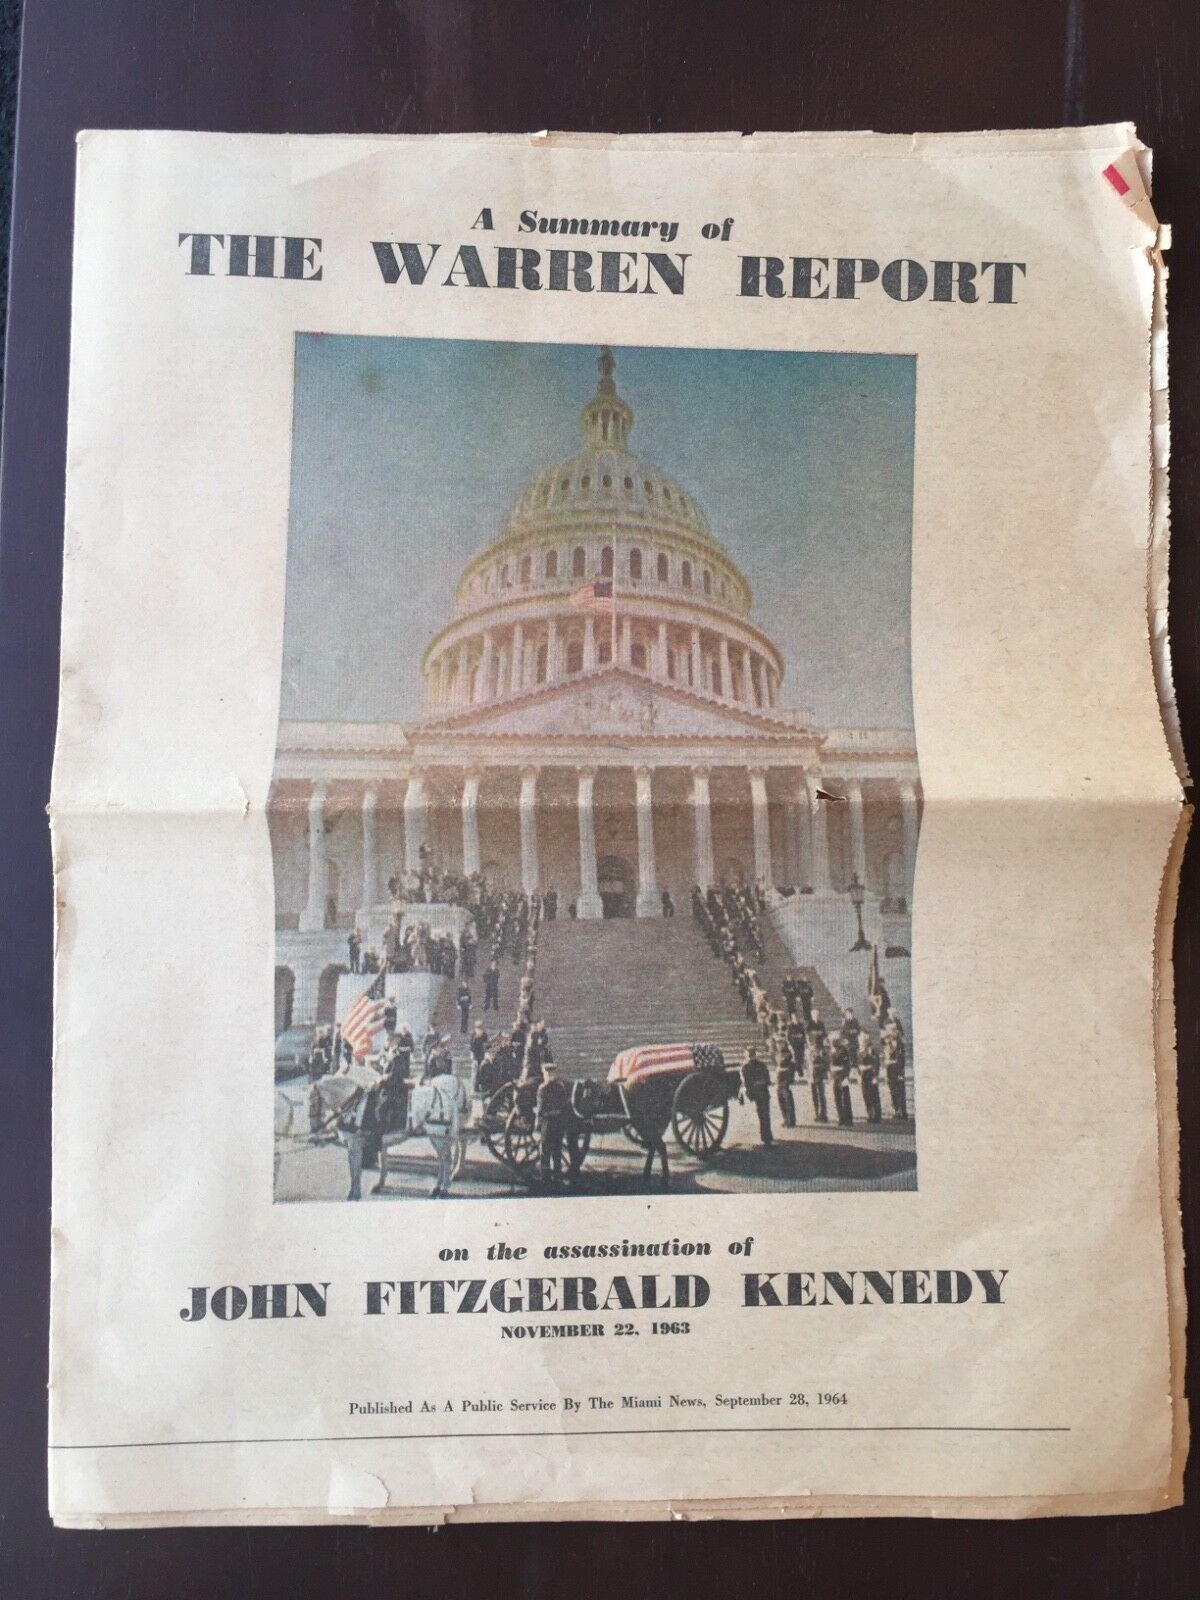 A Summary of
THE WARREN REPORT
on the assassination of
JOHN FITZGERALD KENNEDY
NOVEMBER 22, 1963
Published As A Public Service By The Miami News, September 28, 1964